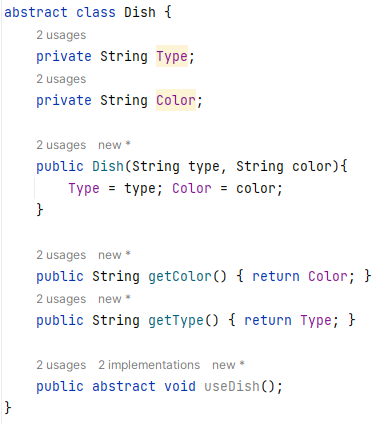 abstract class Dish {
2 usages
private String Type;
2 usages
private String Color;
2 usages new *
public Dish(String type, String color){
Type = type; Color = color;
}
2 usages new *
public String getColor() { return Color; }
2 usages new *
public String getType() { return Type; }
2 usages 2 implementations new *
public abstract void useDish();
}